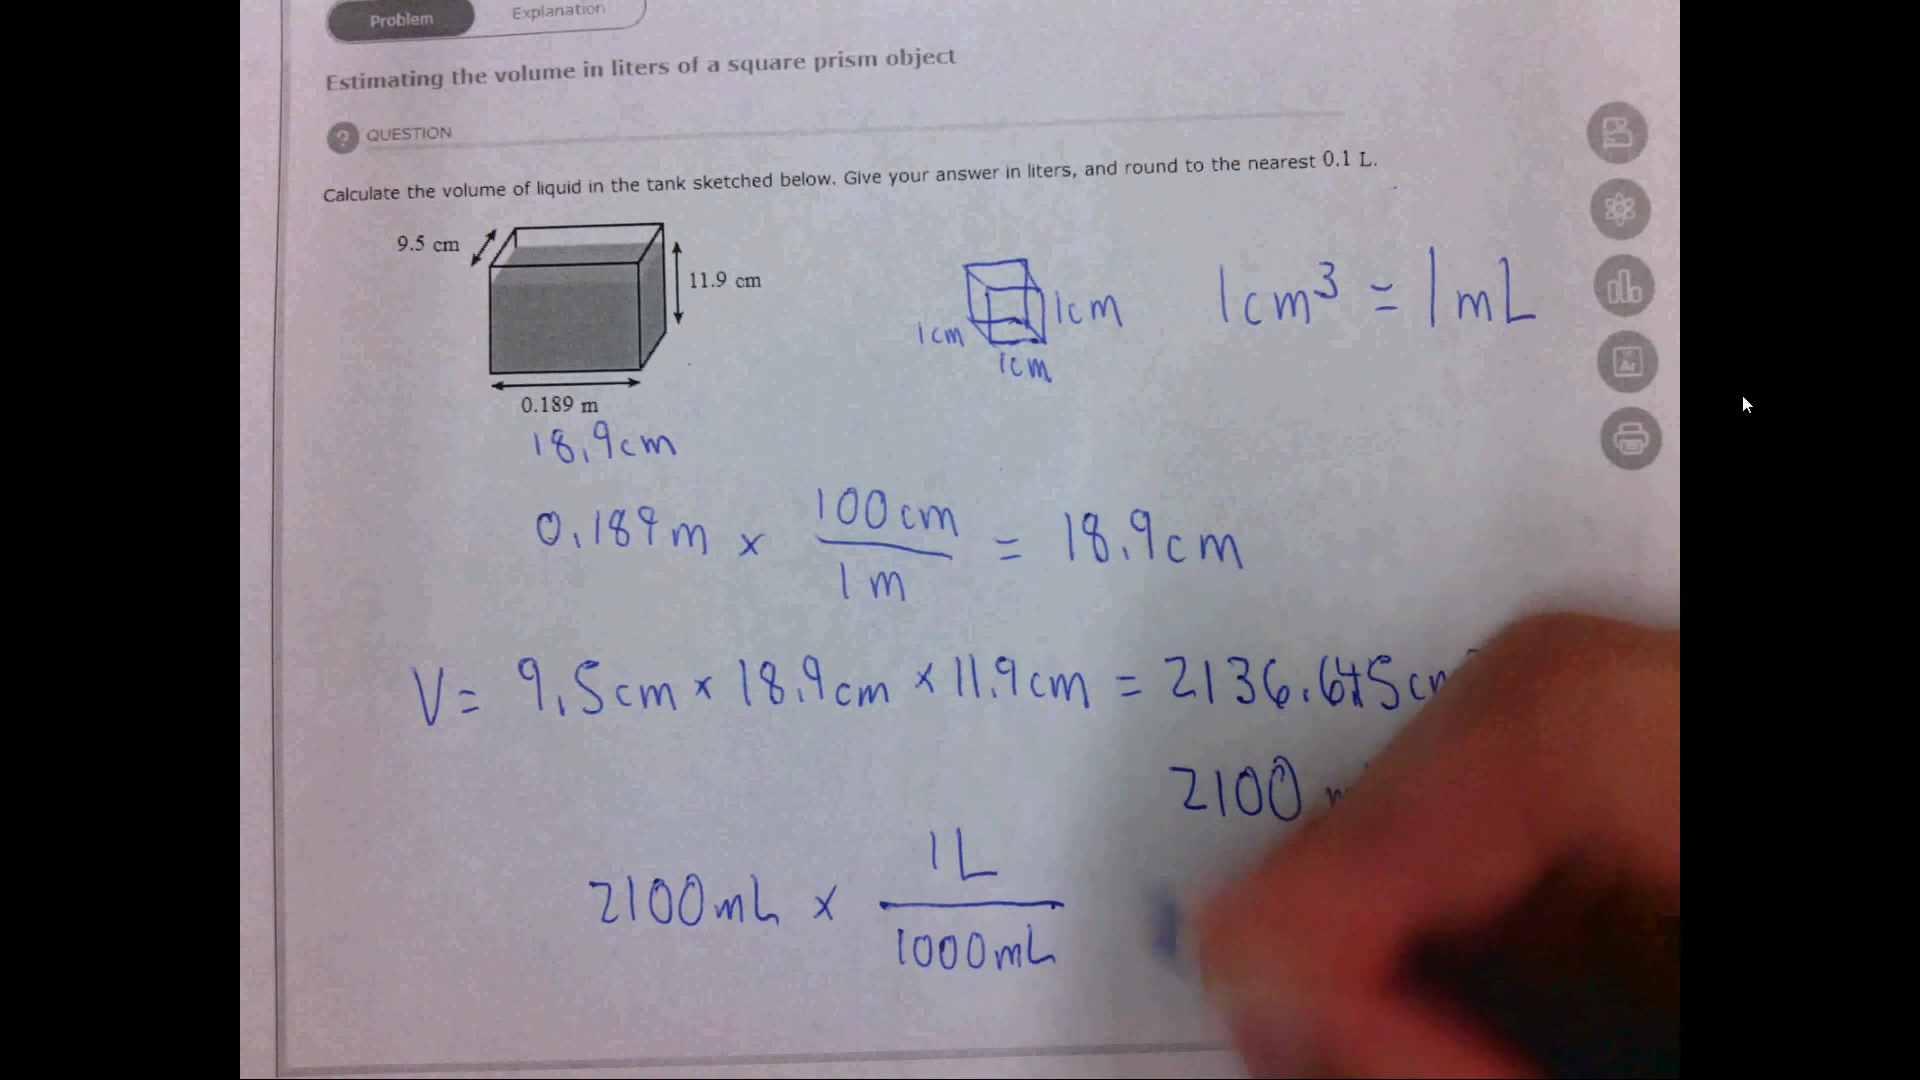 Problem
Explanation
Estimating the volume in liters of a square prism object
? QUESTION
Calculate the volume of liquid in the tank sketched below. Give your answer in liters, and round to the nearest 0.1 L.
9.5 cm
11.9 cm
0.189 m
18.9cm
1cm
1cm
1cm
1cm³ = 1mL
0.189m x 100cm
1m
= 18.9cm
V= 9.5cm x 18.9cm x 11.9cm = 2136.645
2100
2100mL x 1L
1000mL
Ar